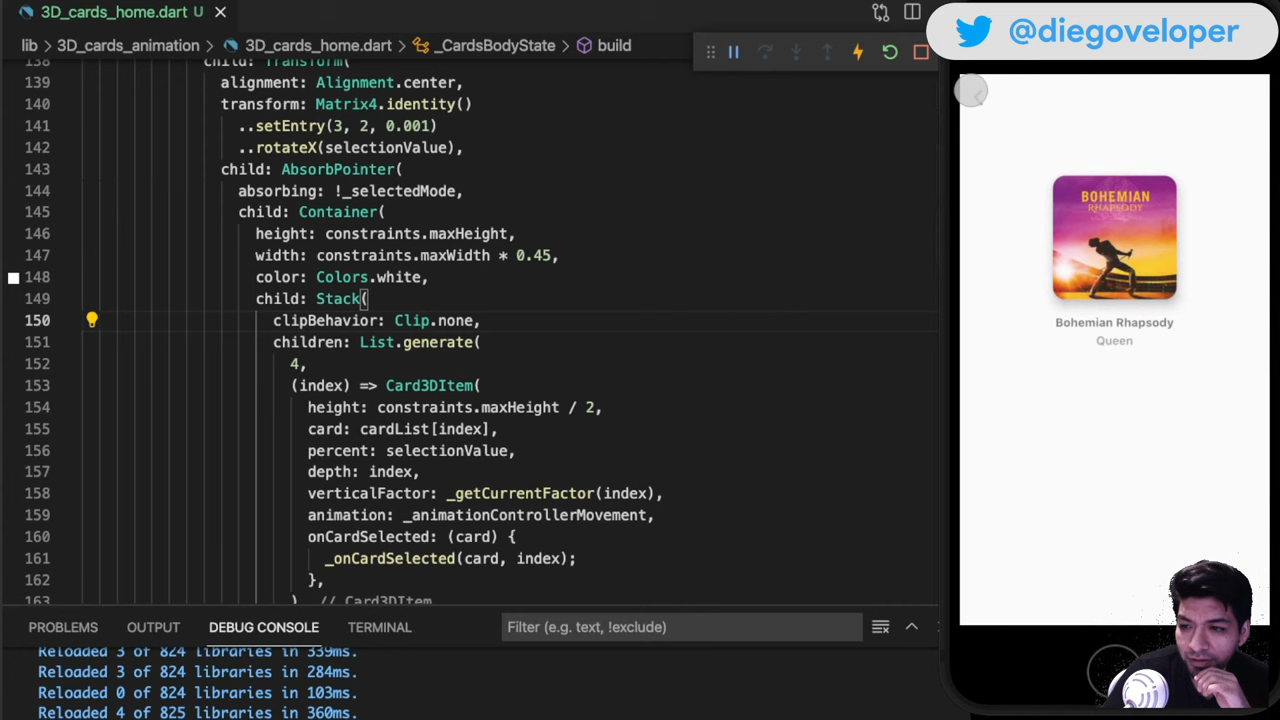 3D_cards_home.dart U
@diegoveloper
lib > 3D_cards_animation > 3D_cards_home.dart > _CardsBodyState > build
138 child: Transform(
139 alignment: Alignment.center,
140 transform: Matrix4.identity()
141 ..setEntry(3, 2, 0.001)
142 ..rotateX(selectionValue),
143 child: AbsorbPointer(
144 absorbing: !_selectedMode,
145 child: Container(
146 height: constraints.maxHeight,
147 width: constraints.maxWidth * 0.45,
148 color: Colors.white,
149 child: Stack(
150 clipBehavior: Clip.none,
151 children: List.generate(
152 4,
153 (index) => Card3DItem(
154 height: constraints.maxHeight / 2,
155 card: cardList[index],
156 percent: selectionValue,
157 depth: index,
158 verticalFactor: _getCurrentFactor(index),
159 animation: _animationControllerMovement,
160 onCardSelected: (card) {
161 _onCardSelected(card, index);
162 },
163 ) // Card3DItem
BOHEMIAN
RHAPSODY
Bohemian Rhapsody
Queen
PROBLEMS OUTPUT DEBUG CONSOLE TERMINAL Filter (e.g. text, !exclude)
Reloaded 3 of 824 libraries in 339ms.
Reloaded 3 of 824 libraries in 284ms.
Reloaded 0 of 824 libraries in 103ms.
Reloaded 4 of 825 libraries in 360ms.